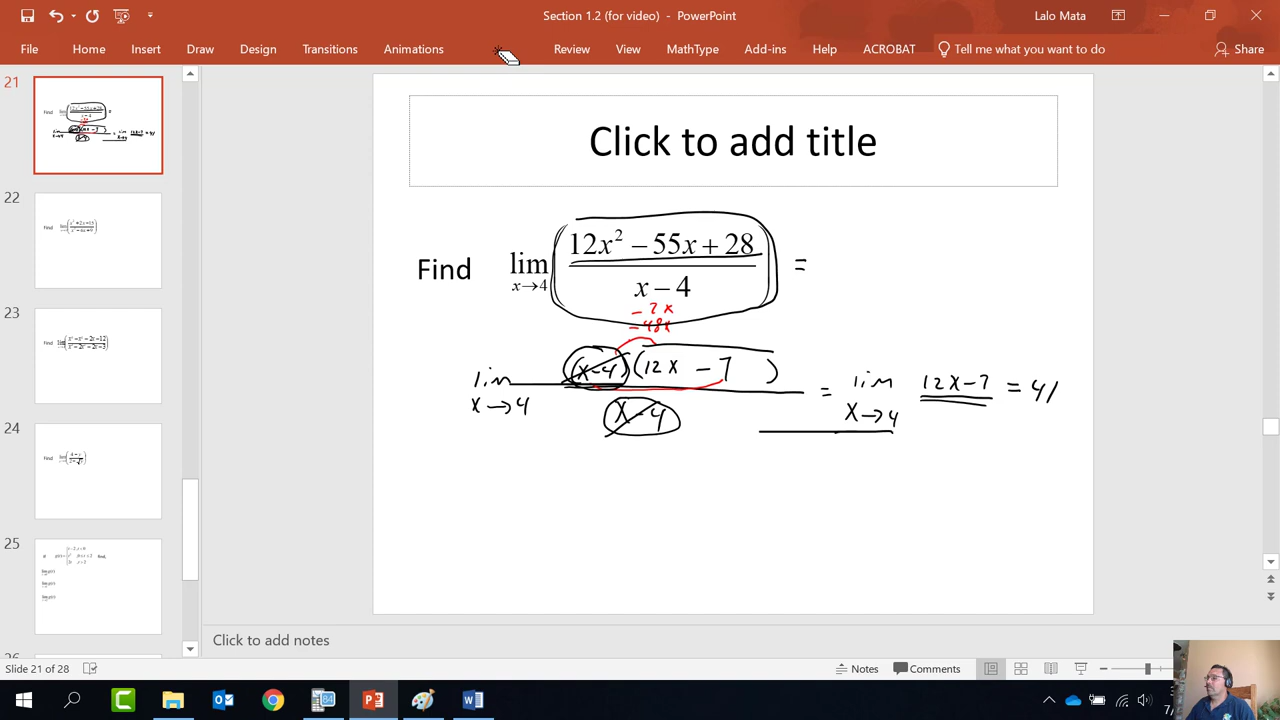 Section 1.2 (for video) - PowerPoint
Lalo Mata
File Home Insert Draw Design Transitions Animations Review View MathType Add-ins Help ACROBAT Tell me what you want to do Share
21
22
23
24
25
Click to add title
Find lim x→4 (12x² − 55x + 28 / x − 4) =
− 7x
− 48x
lim x→4 (x−4)(12x − 7) / x−4 = lim x→4 12x−7 = 41
Click to add notes
Slide 21 of 28
Notes Comments